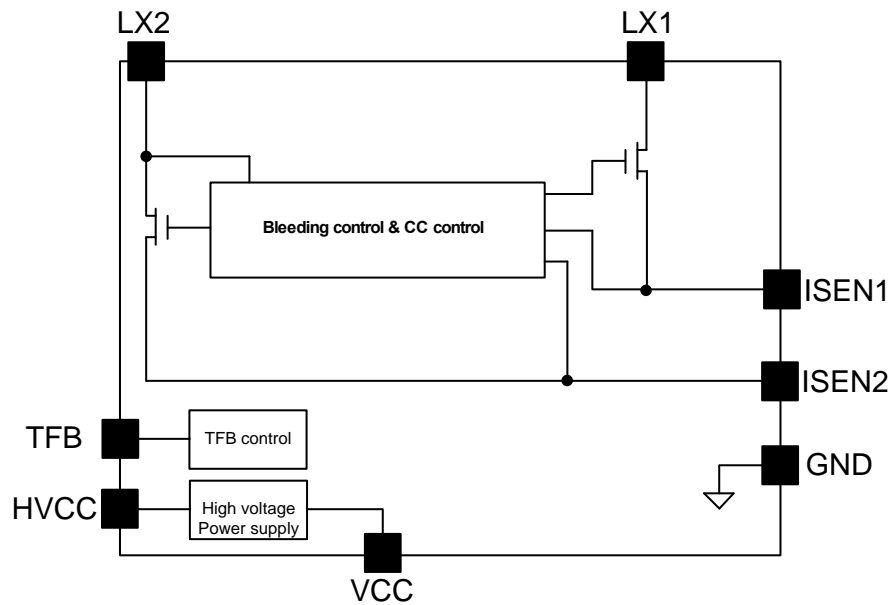 LX2
LX1
Bleeding control & CC control
ISEN1
ISEN2
TFB
TFB control
GND
HVCC
High voltage
Power supply
VCC